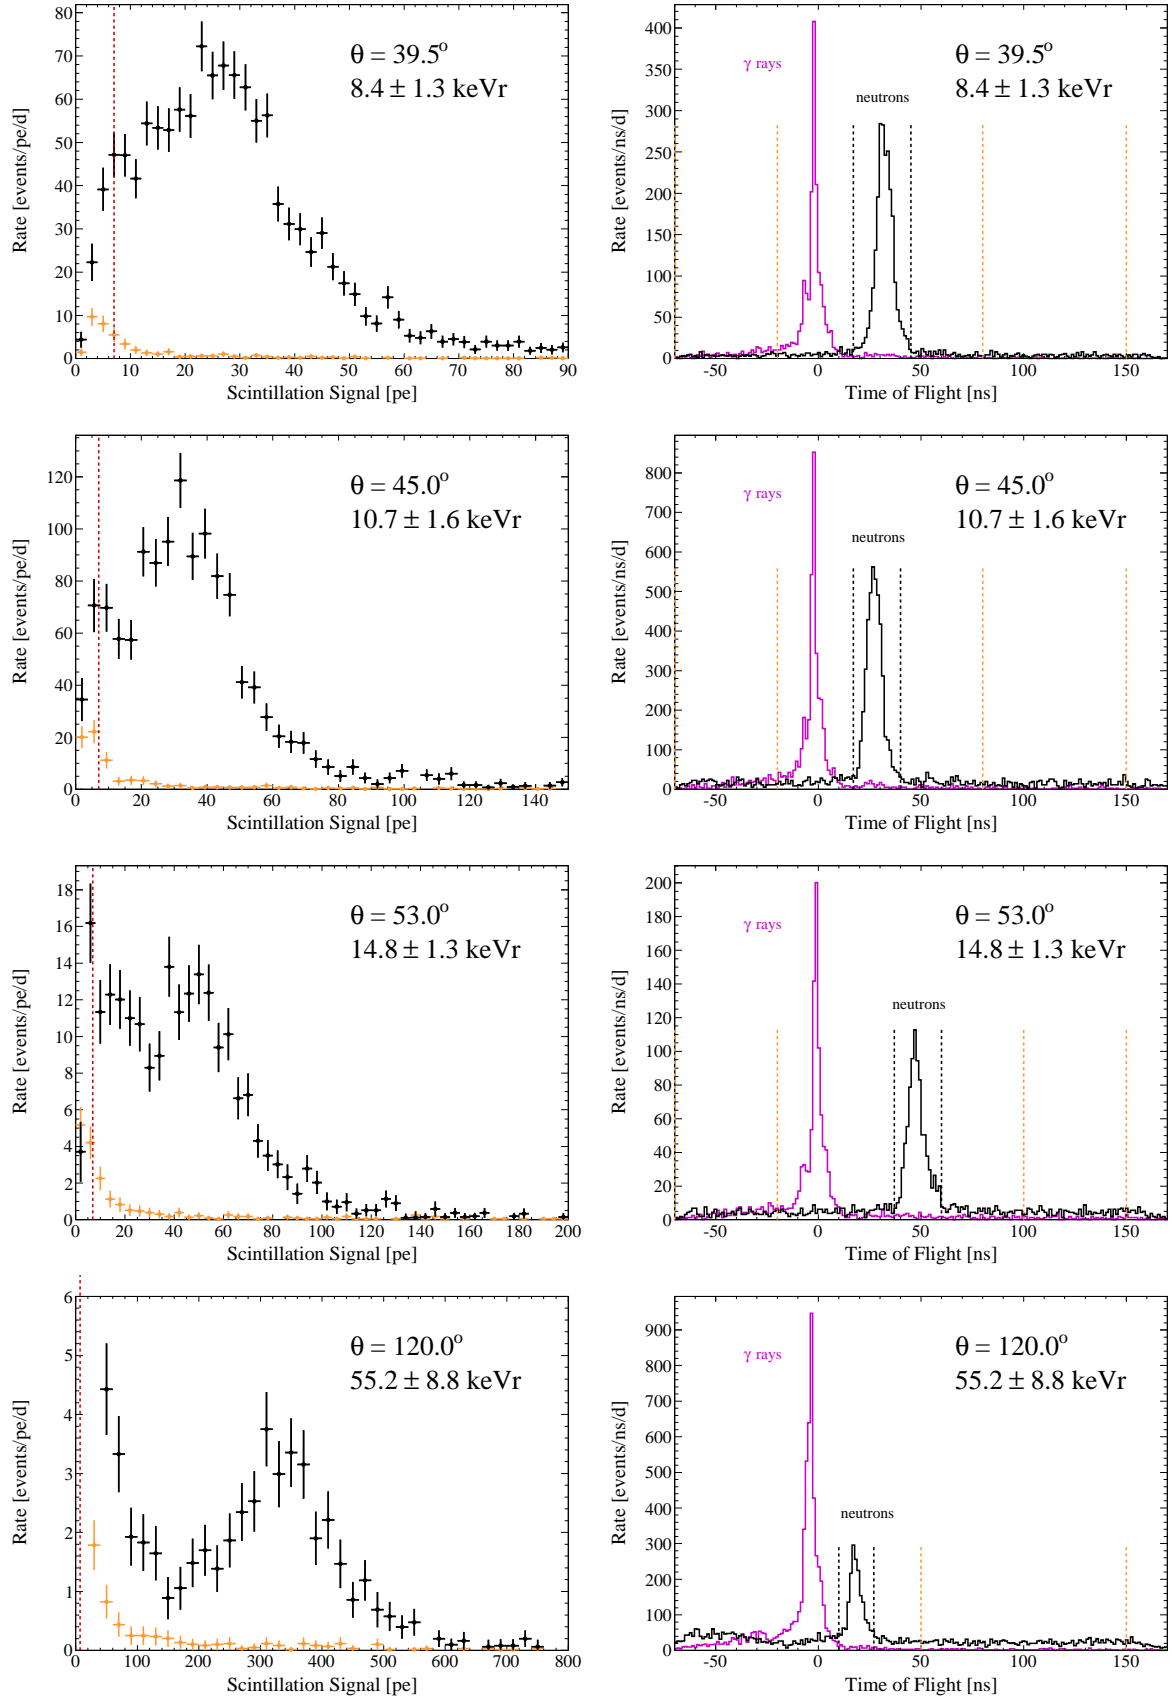 θ = 39.5°
8.4 ± 1.3 keVr
Rate [events/pe/d]
80
70
60
50
40
30
20
10
0
0 10 20 30 40 50 60 70 80 90
Scintillation Signal [pe]
θ = 39.5°
8.4 ± 1.3 keVr
γ rays
neutrons
Rate [events/ns/d]
400
350
300
250
200
150
100
50
0
-50 0 50 100 150
Time of Flight [ns]
θ = 45.0°
10.7 ± 1.6 keVr
Rate [events/pe/d]
120
100
80
60
40
20
0
0 20 40 60 80 100 120 140
Scintillation Signal [pe]
θ = 45.0°
10.7 ± 1.6 keVr
γ rays
neutrons
Rate [events/ns/d]
800
700
600
500
400
300
200
100
0
-50 0 50 100 150
Time of Flight [ns]
θ = 53.0°
14.8 ± 1.3 keVr
Rate [events/pe/d]
18
16
14
12
10
8
6
4
2
0
0 20 40 60 80 100 120 140 160 180 200
Scintillation Signal [pe]
θ = 53.0°
14.8 ± 1.3 keVr
γ rays
neutrons
Rate [events/ns/d]
200
180
160
140
120
100
80
60
40
20
0
-50 0 50 100 150
Time of Flight [ns]
θ = 120.0°
55.2 ± 8.8 keVr
Rate [events/pe/d]
6
5
4
3
2
1
0
0 100 200 300 400 500 600 700 800
Scintillation Signal [pe]
θ = 120.0°
55.2 ± 8.8 keVr
γ rays
neutrons
Rate [events/ns/d]
900
800
700
600
500
400
300
200
100
0
-50 0 50 100 150
Time of Flight [ns]